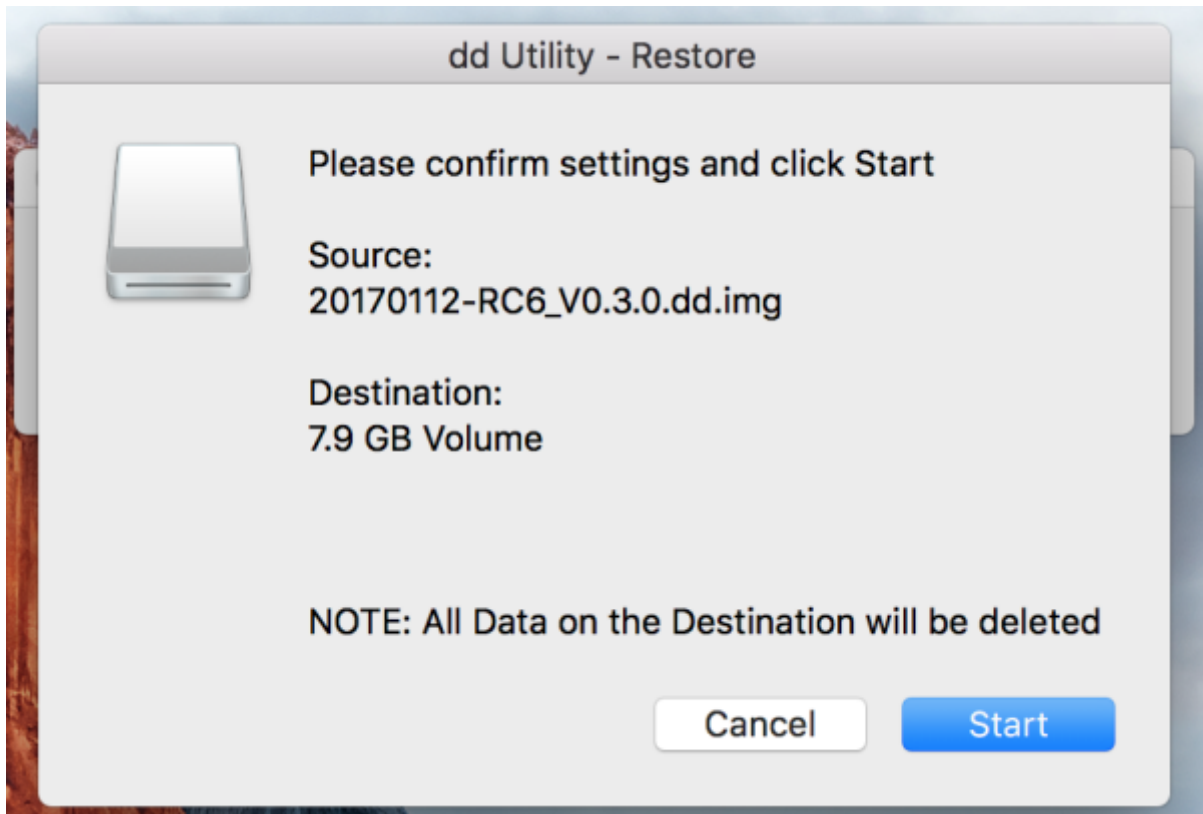 dd Utility - Restore
Please confirm settings and click Start
Source:
20170112-RC6_V0.3.0.dd.img
Destination:
7.9 GB Volume
NOTE: All Data on the Destination will be deleted
Cancel
Start